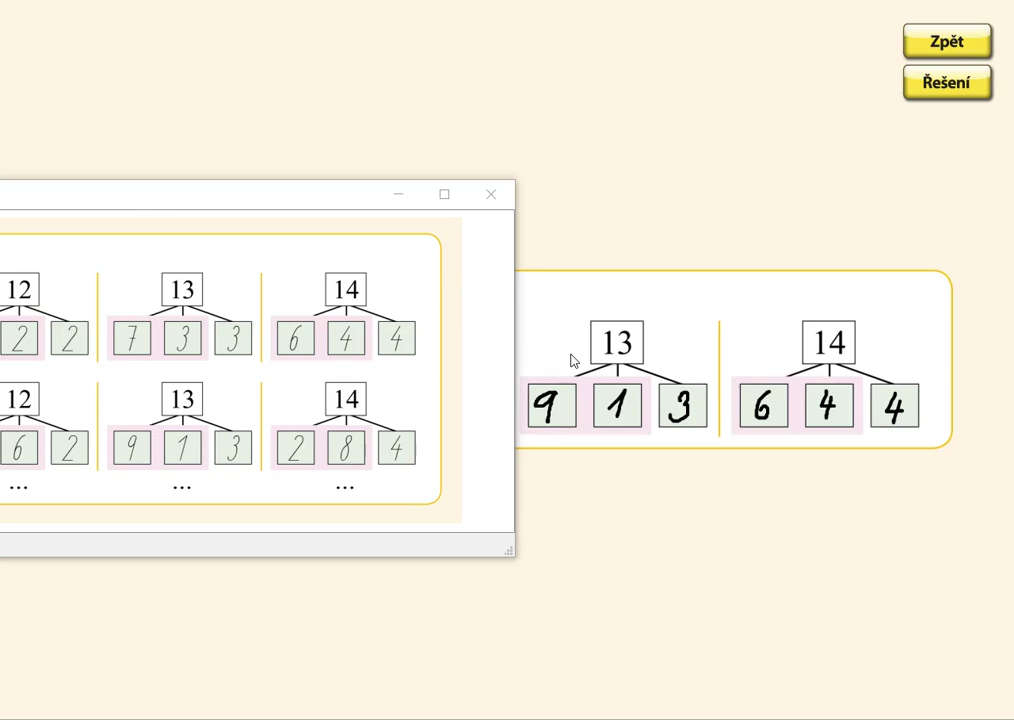 Zpět
Řešení
12 13 14
2 2 7 3 3 6 4 4
12 13 14
6 2 9 1 3 2 8 4
... ... ...
13 14
9 1 3 6 4 4